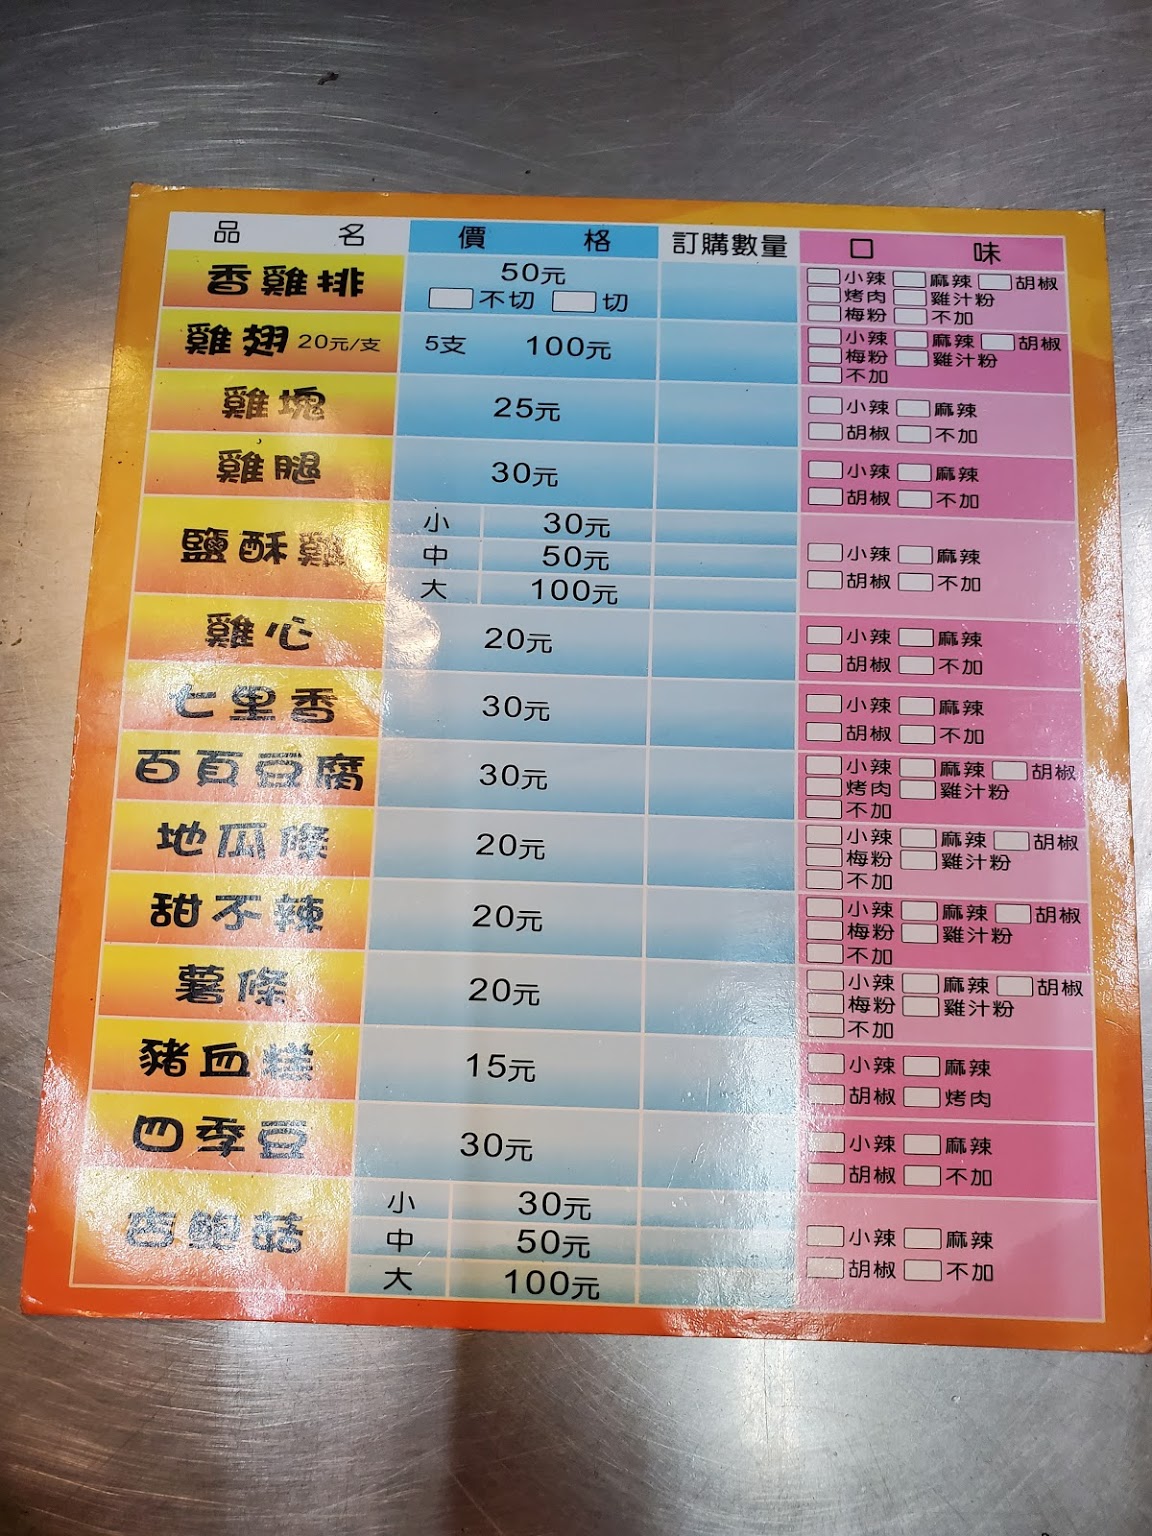 品 名 價 格 訂購數量 口 味
香雞排 50元 小辣 麻辣 胡椒
不切 切 烤肉 雞汁粉
梅粉 不加
雞翅 20元/支 5支 100元 小辣 麻辣 胡椒
梅粉 雞汁粉
不加
雞塊 25元 小辣 麻辣
胡椒 不加
雞腿 30元 小辣 麻辣
胡椒 不加
鹽酥雞 小 30元 小辣 麻辣
中 50元 胡椒 不加
大 100元
雞心 20元 小辣 麻辣
胡椒 不加
七里香 30元 小辣 麻辣
胡椒 不加
百頁豆腐 30元 小辣 麻辣 胡椒
烤肉 雞汁粉
不加
地瓜條 20元 小辣 麻辣 胡椒
梅粉 雞汁粉
不加
甜不辣 20元 小辣 麻辣 胡椒
梅粉 雞汁粉
不加
薯條 20元 小辣 麻辣 胡椒
梅粉 雞汁粉
不加
豬血糕 15元 小辣 麻辣
胡椒 烤肉
四季豆 30元 小辣 麻辣
胡椒 不加
杏鮑菇 小 30元 小辣 麻辣
中 50元 胡椒 不加
大 100元